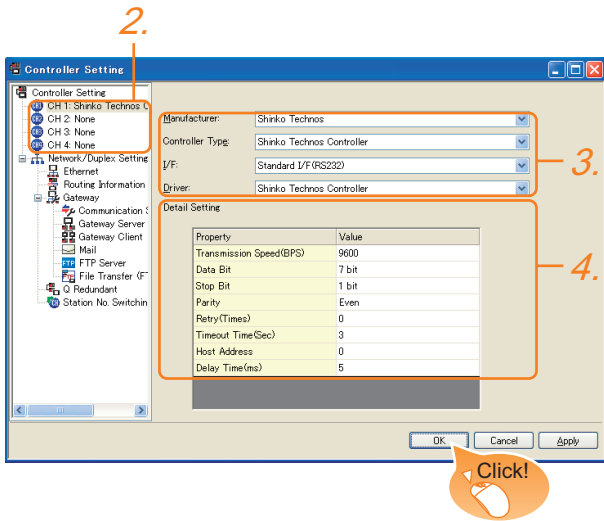 2.
Controller Setting
Controller Setting
CH 1: Shinko Technos C
CH 2: None
CH 3: None
CH 4: None
Network/Duplex Setting
Ethernet
Routing Information
Gateway
Communication S
Gateway Server
Gateway Client
Mail
FTP Server
File Transfer (F
Q Redundant
Station No. Switchin
Manufacturer: Shinko Technos
Controller Type: Shinko Technos Controller
I/F: Standard I/F(RS232)
Driver: Shinko Technos Controller
3.
Detail Setting
Property Value
Transmission Speed(BPS) 9600
Data Bit 7 bit
Stop Bit 1 bit
Parity Even
Retry(Times) 0
Timeout Time(Sec) 3
Host Address 0
Delay Time(ms) 5
4.
OK Cancel Apply
Click!